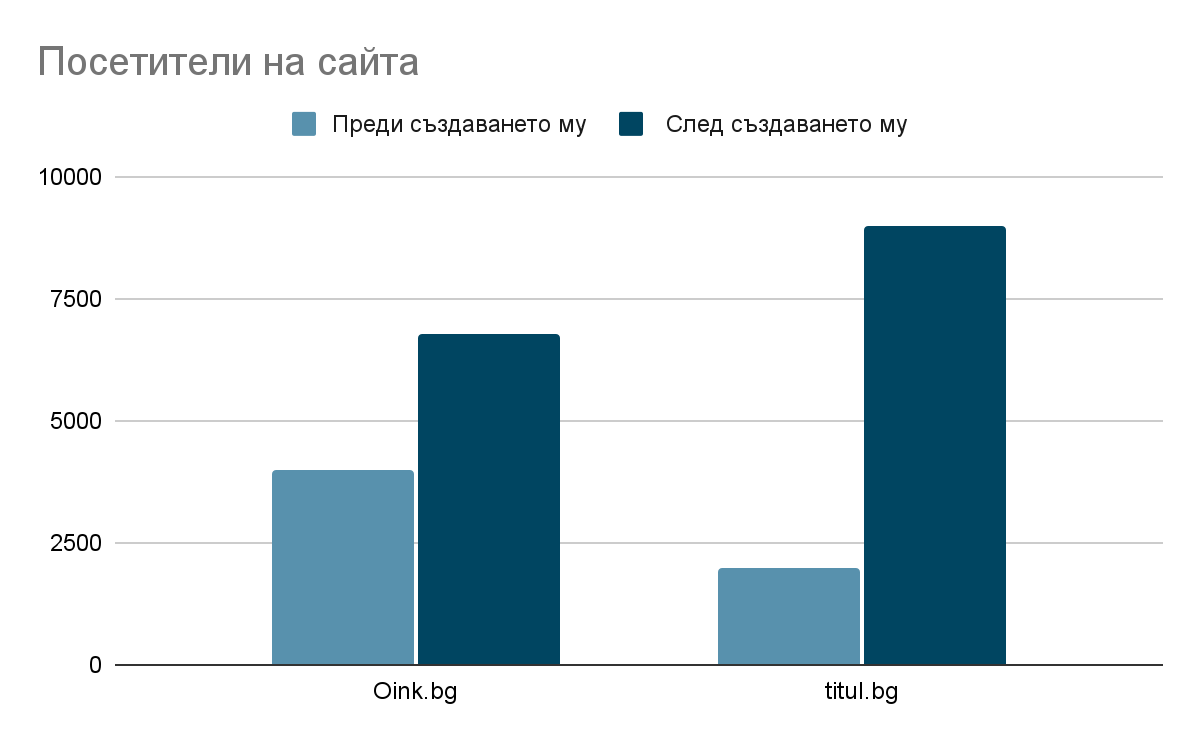 Посетители на сайта
Преди създаването му
След създаването му
10000
7500
5000
2500
0
Oink.bg
titul.bg